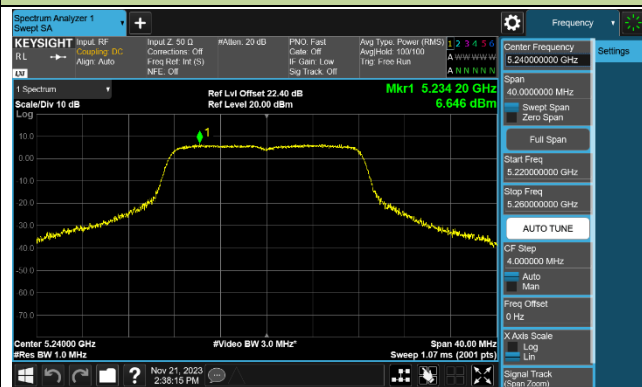 Spectrum Analyzer 1
Swept SA
Frequency
KEYSIGHT
RL
Input: RF
Coupling: DC
Align: Auto
Input Z: 50 Ω
Corrections: Off
Freq Ref: Int (S)
NFE: Off
#Atten: 20 dB
PNO: Fast
Gate: Off
IF Gain: Low
Sig Track: Off
Avg Type: Power (RMS)
Avg|Hold: 100/100
Trig: Free Run
1 2 3 4 5 6
A W W W W W
A N N N N N
LXI
1 Spectrum
Scale/Div 10 dB
Log
Ref Lvl Offset 22.40 dB
Ref Level 20.00 dBm
Mkr1 5.234 20 GHz
6.646 dBm
1
10.0
0.00
-10.0
-20.0
-30.0
-40.0
-50.0
-60.0
-70.0
Center 5.24000 GHz
#Res BW 1.0 MHz
#Video BW 3.0 MHz*
Span 40.00 MHz
Sweep 1.07 ms (2001 pts)
Center Frequency
5.240000000 GHz
Settings
Span
40.0000000 MHz
Swept Span
Zero Span
Full Span
Start Freq
5.220000000 GHz
Stop Freq
5.260000000 GHz
AUTO TUNE
CF Step
4.000000 MHz
Auto
Man
Freq Offset
0 Hz
X Axis Scale
Log
Lin
Signal Track
(Span Zoom)
Nov 21, 2023
2:38:15 PM